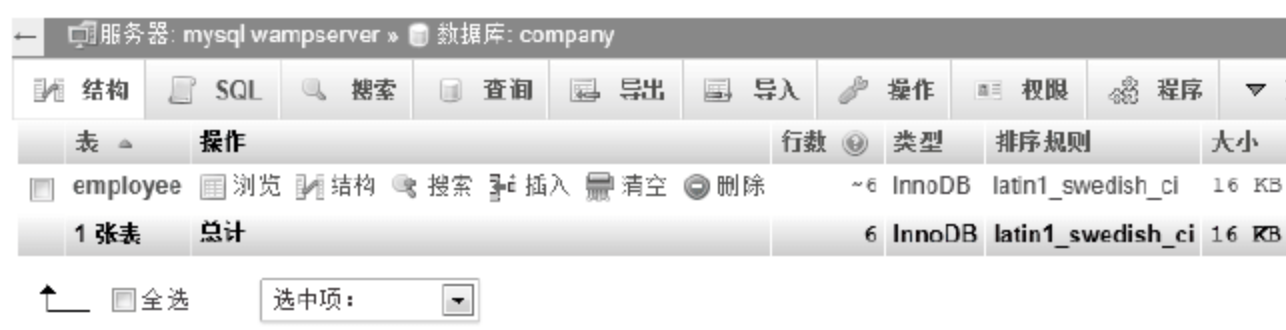 ← 服务器: mysql wampserver » 数据库: company
结构 SQL 搜索 查询 导出 导入 操作 权限 程序
表 操作 行数 类型 排序规则 大小
employee 浏览 结构 搜索 插入 清空 删除 ~6 InnoDB latin1_swedish_ci 16 KB
1 张表 总计 6 InnoDB latin1_swedish_ci 16 KB
全选 选中项: